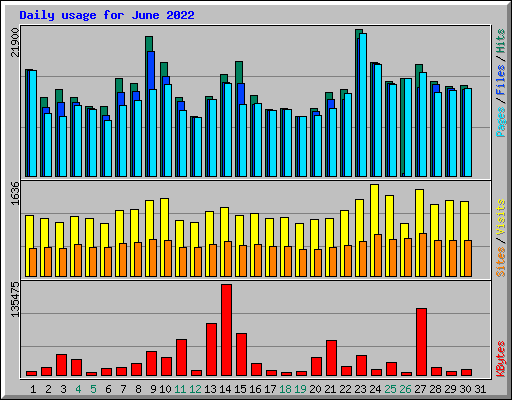 Daily usage for June 2022
21900
Pages / Files / Hits
1636
Sites / Visits
135475
KBytes
1 2 3 4 5 6 7 8 9 10 11 12 13 14 15 16 17 18 19 20 21 22 23 24 25 26 27 28 29 30 31